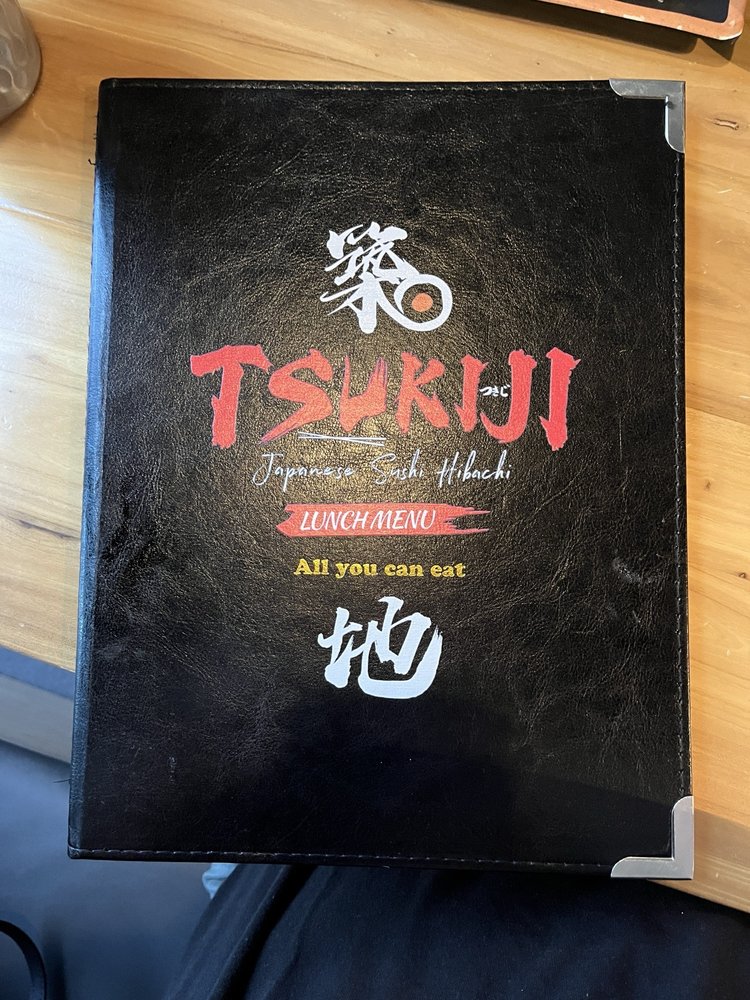 築
TSUKIJI
つきじ
Japanese Sushi Hibachi
LUNCH MENU
All you can eat
地